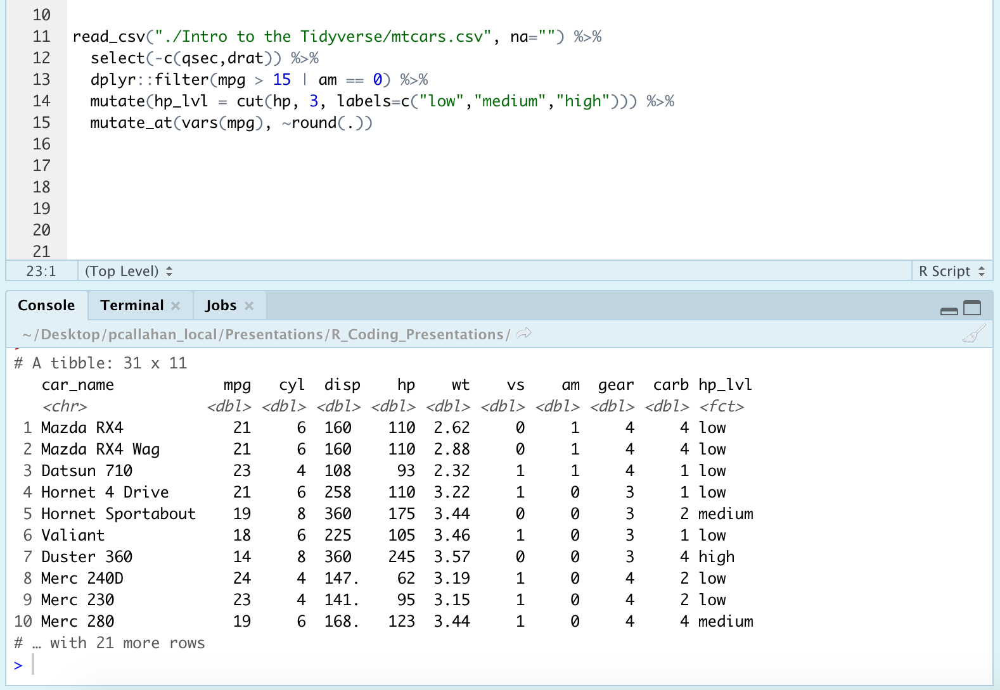 10
11 read_csv("./Intro to the Tidyverse/mtcars.csv", na="") %>%
12 select(-c(qsec,drat)) %>%
13 dplyr::filter(mpg > 15 | am == 0) %>%
14 mutate(hp_lvl = cut(hp, 3, labels=c("low","medium","high"))) %>%
15 mutate_at(vars(mpg), ~round(.))
16
17
18
19
20
21
23:1 (Top Level) R Script
Console Terminal Jobs
~/Desktop/pcallahan_local/Presentations/R_Coding_Presentations/
# A tibble: 31 x 11
car_name mpg cyl disp hp wt vs am gear carb hp_lvl
<chr> <dbl> <dbl> <dbl> <dbl> <dbl> <dbl> <dbl> <dbl> <dbl> <fct>
1 Mazda RX4 21 6 160 110 2.62 0 1 4 4 low
2 Mazda RX4 Wag 21 6 160 110 2.88 0 1 4 4 low
3 Datsun 710 23 4 108 93 2.32 1 1 4 1 low
4 Hornet 4 Drive 21 6 258 110 3.22 1 0 3 1 low
5 Hornet Sportabout 19 8 360 175 3.44 0 0 3 2 medium
6 Valiant 18 6 225 105 3.46 1 0 3 1 low
7 Duster 360 14 8 360 245 3.57 0 0 3 4 high
8 Merc 240D 24 4 147. 62 3.19 1 0 4 2 low
9 Merc 230 23 4 141. 95 3.15 1 0 4 2 low
10 Merc 280 19 6 168. 123 3.44 1 0 4 4 medium
# … with 21 more rows
>